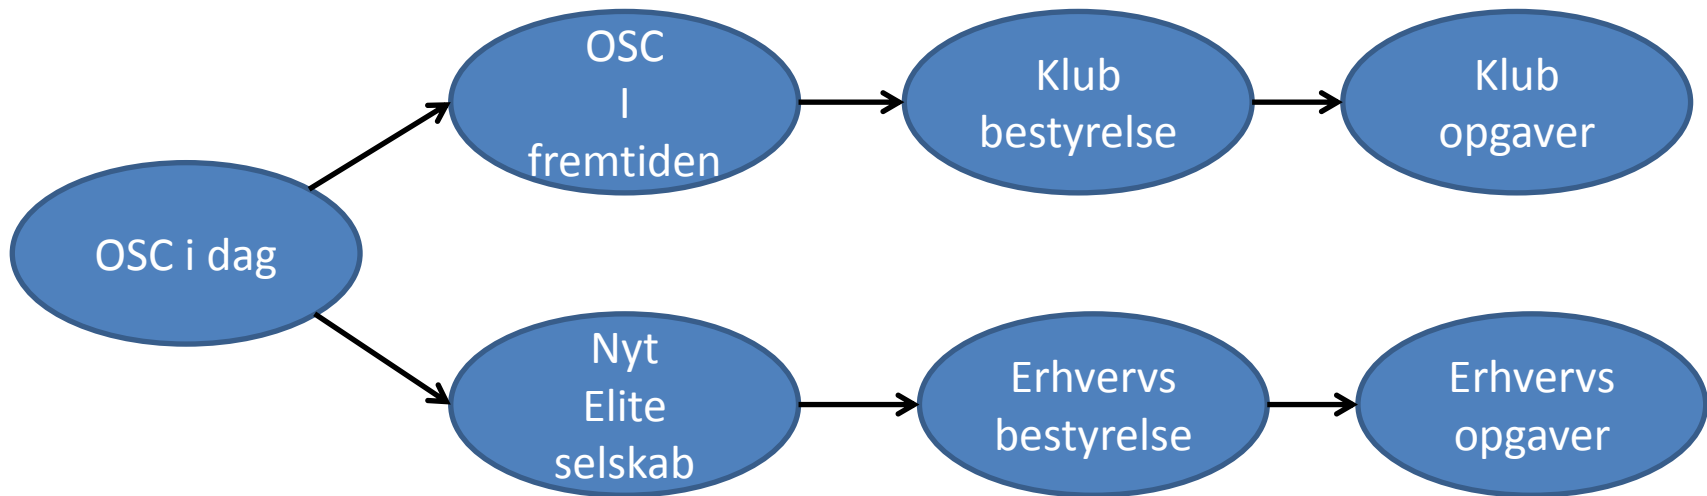 OSC i dag
OSC
I
fremtiden
Klub
bestyrelse
Klub
opgaver
Nyt
Elite
selskab
Erhvervs
bestyrelse
Erhvervs
opgaver